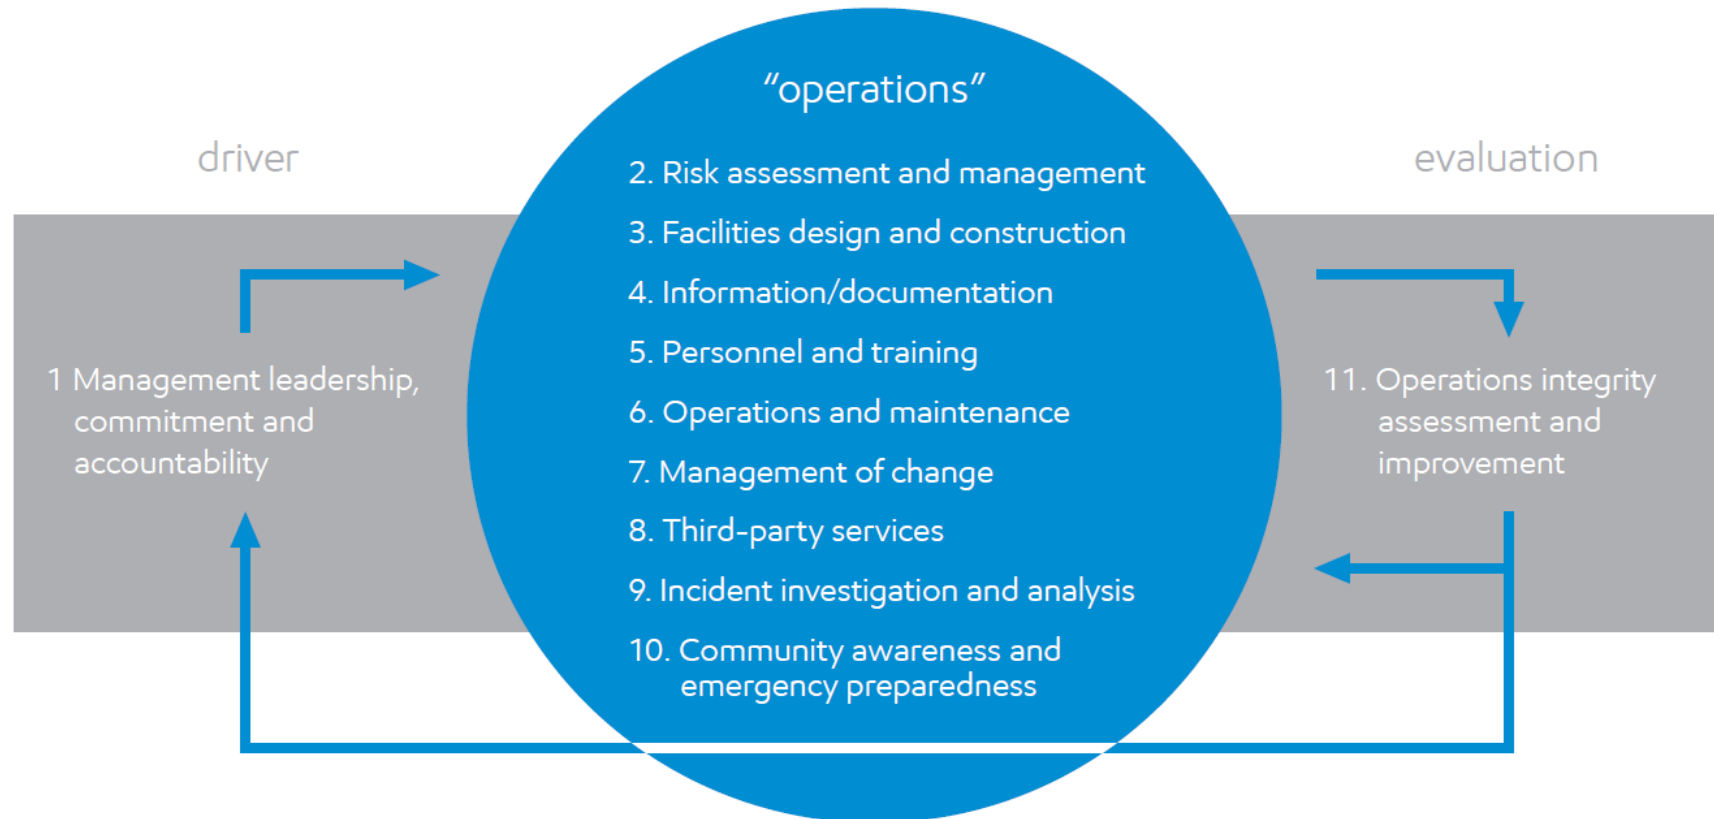 driver
1 Management leadership,
commitment and
accountability
“operations”
2. Risk assessment and management
3. Facilities design and construction
4. Information/documentation
5. Personnel and training
6. Operations and maintenance
7. Management of change
8. Third-party services
9. Incident investigation and analysis
10. Community awareness and
emergency preparedness
evaluation
11. Operations integrity
assessment and
improvement